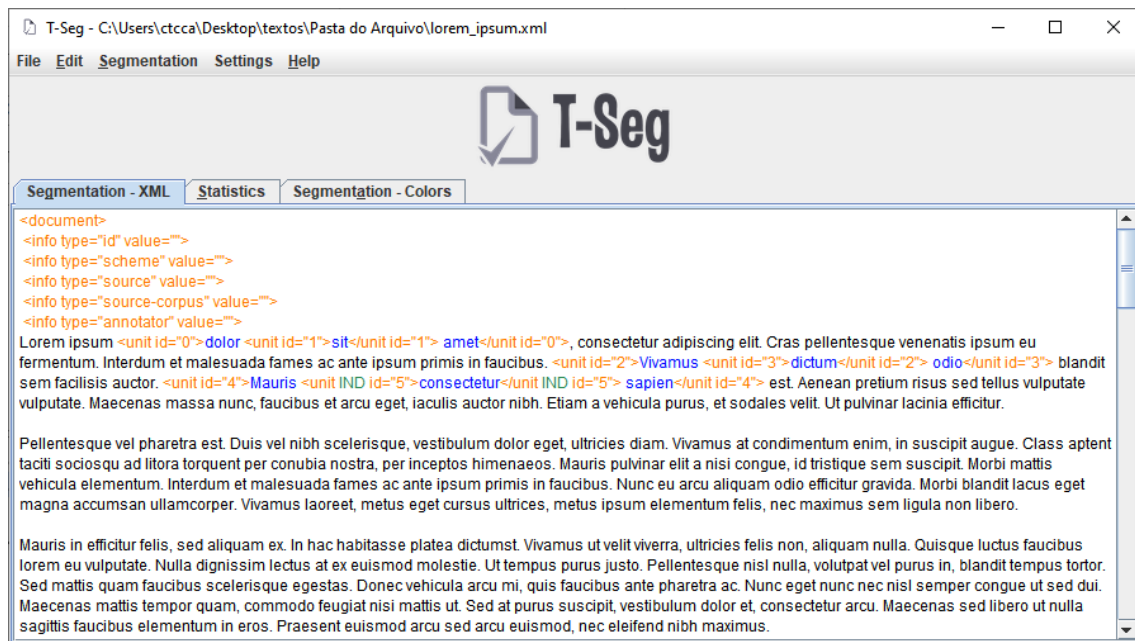 T-Seg - C:\Users\ctcca\Desktop\textos\Pasta do Arquivo\lorem_ipsum.xml
File Edit Segmentation Settings Help
T-Seg
Segmentation - XML Statistics Segmentation - Colors
<document>
<info type="id" value="">
<info type="scheme" value="">
<info type="source" value="">
<info type="source-corpus" value="">
<info type="annotator" value="">
Lorem ipsum <unit id="0">dolor <unit id="1">sit</unit id="1"> amet</unit id="0">, consectetur adipiscing elit. Cras pellentesque venenatis ipsum eu
fermentum. Interdum et malesuada fames ac ante ipsum primis in faucibus. <unit id="2">Vivamus <unit id="3">dictum</unit id="2"> odio</unit id="3"> blandit
sem facilisis auctor. <unit id="4">Mauris <unit IND id="5">consectetur</unit IND id="5"> sapien</unit id="4"> est. Aenean pretium risus sed tellus vulputate
vulputate. Maecenas massa nunc, faucibus et arcu eget, iaculis auctor nibh. Etiam a vehicula purus, et sodales velit. Ut pulvinar lacinia efficitur.
Pellentesque vel pharetra est. Duis vel nibh scelerisque, vestibulum dolor eget, ultricies diam. Vivamus at condimentum enim, in suscipit augue. Class aptent
taciti sociosqu ad litora torquent per conubia nostra, per inceptos himenaeos. Mauris pulvinar elit a nisi congue, id tristique sem suscipit. Morbi mattis
vehicula elementum. Interdum et malesuada fames ac ante ipsum primis in faucibus. Nunc eu arcu aliquam odio efficitur gravida. Morbi blandit lacus eget
magna accumsan ullamcorper. Vivamus laoreet, metus eget cursus ultrices, metus ipsum elementum felis, nec maximus sem ligula non libero.
Mauris in efficitur felis, sed aliquam ex. In hac habitasse platea dictumst. Vivamus ut velit viverra, ultricies felis non, aliquam nulla. Quisque luctus faucibus
lorem eu vulputate. Nulla dignissim lectus at ex euismod molestie. Ut tempus purus justo. Pellentesque nisl nulla, volutpat vel purus in, blandit tempus tortor.
Sed mattis quam faucibus scelerisque egestas. Donec vehicula arcu mi, quis faucibus ante pharetra ac. Nunc eget nunc nec nisl semper congue ut sed dui.
Maecenas mattis tempor quam, commodo feugiat nisi mattis ut. Sed at purus suscipit, vestibulum dolor et, consectetur arcu. Maecenas sed libero ut nulla
sagittis faucibus elementum in eros. Praesent euismod arcu sed arcu euismod, nec eleifend nibh maximus.